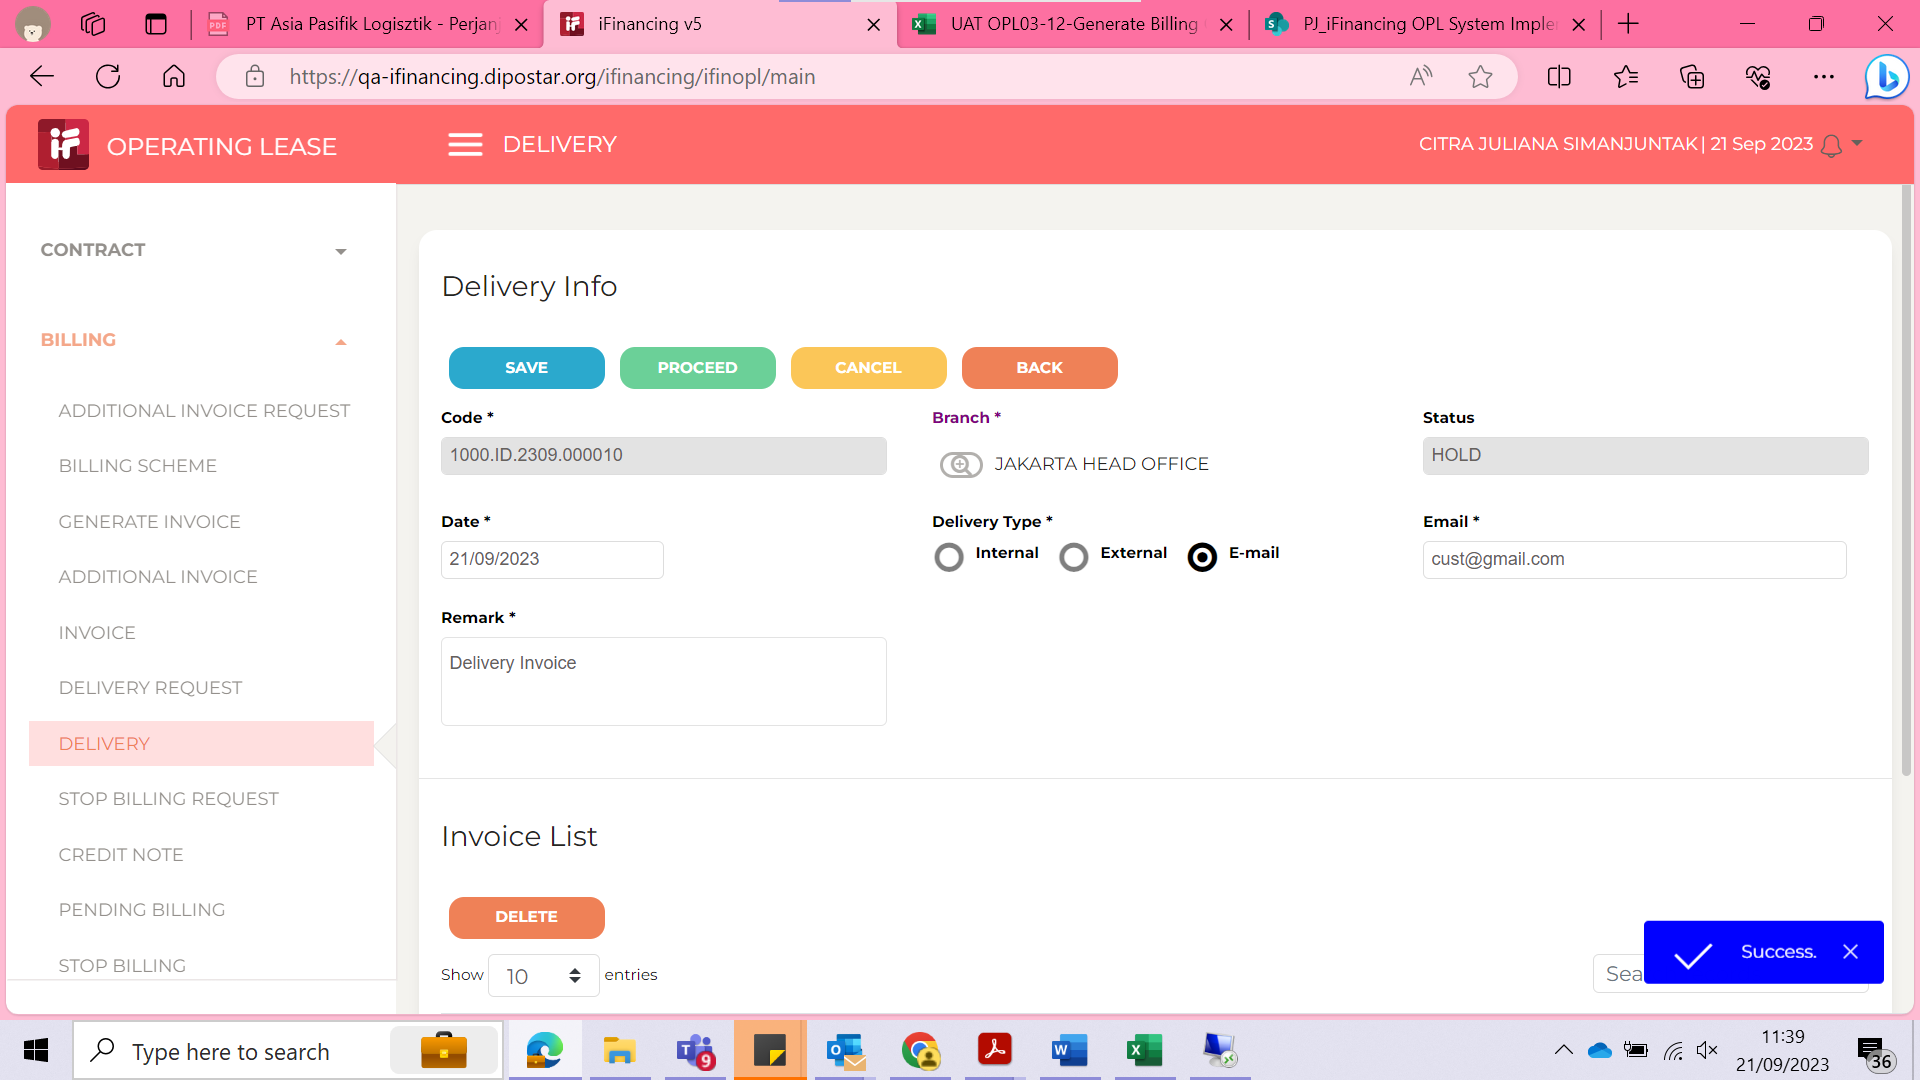 PT Asia Pasifik Logisztik - Perjanj
iFinancing v5
UAT OPL03-12-Generate Billing
PJ_iFinancing OPL System Imple
https://qa-ifinancing.dipostar.org/ifinancing/ifinopl/main
iF OPERATING LEASE
DELIVERY
CITRA JULIANA SIMANJUNTAK | 21 Sep 2023
CONTRACT
BILLING
ADDITIONAL INVOICE REQUEST
BILLING SCHEME
GENERATE INVOICE
ADDITIONAL INVOICE
INVOICE
DELIVERY REQUEST
DELIVERY
STOP BILLING REQUEST
CREDIT NOTE
PENDING BILLING
STOP BILLING
Delivery Info
SAVE PROCEED CANCEL BACK
Code * Branch * Status
1000.ID.2309.000010 JAKARTA HEAD OFFICE HOLD
Date * Delivery Type * Email *
21/09/2023 Internal External E-mail cust@gmail.com
Remark *
Delivery Invoice
Invoice List
DELETE
Show 10 entries
Sea
Success.
Type here to search
9
11:39
21/09/2023
36